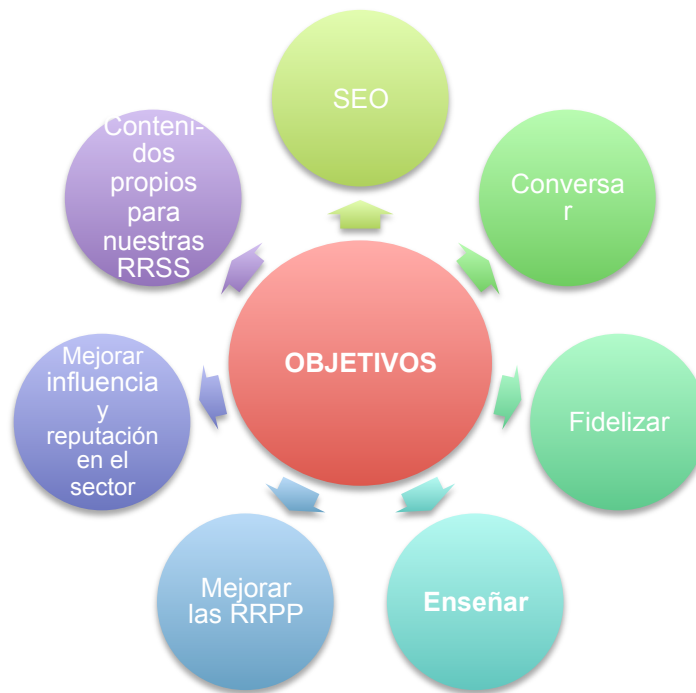 SEO
Conteni-
dos
propios
para
nuestras
RRSS
Conversa
r
OBJETIVOS
Mejorar
influencia
y
reputación
en el
sector
Fidelizar
Mejorar
las RRPP
Enseñar